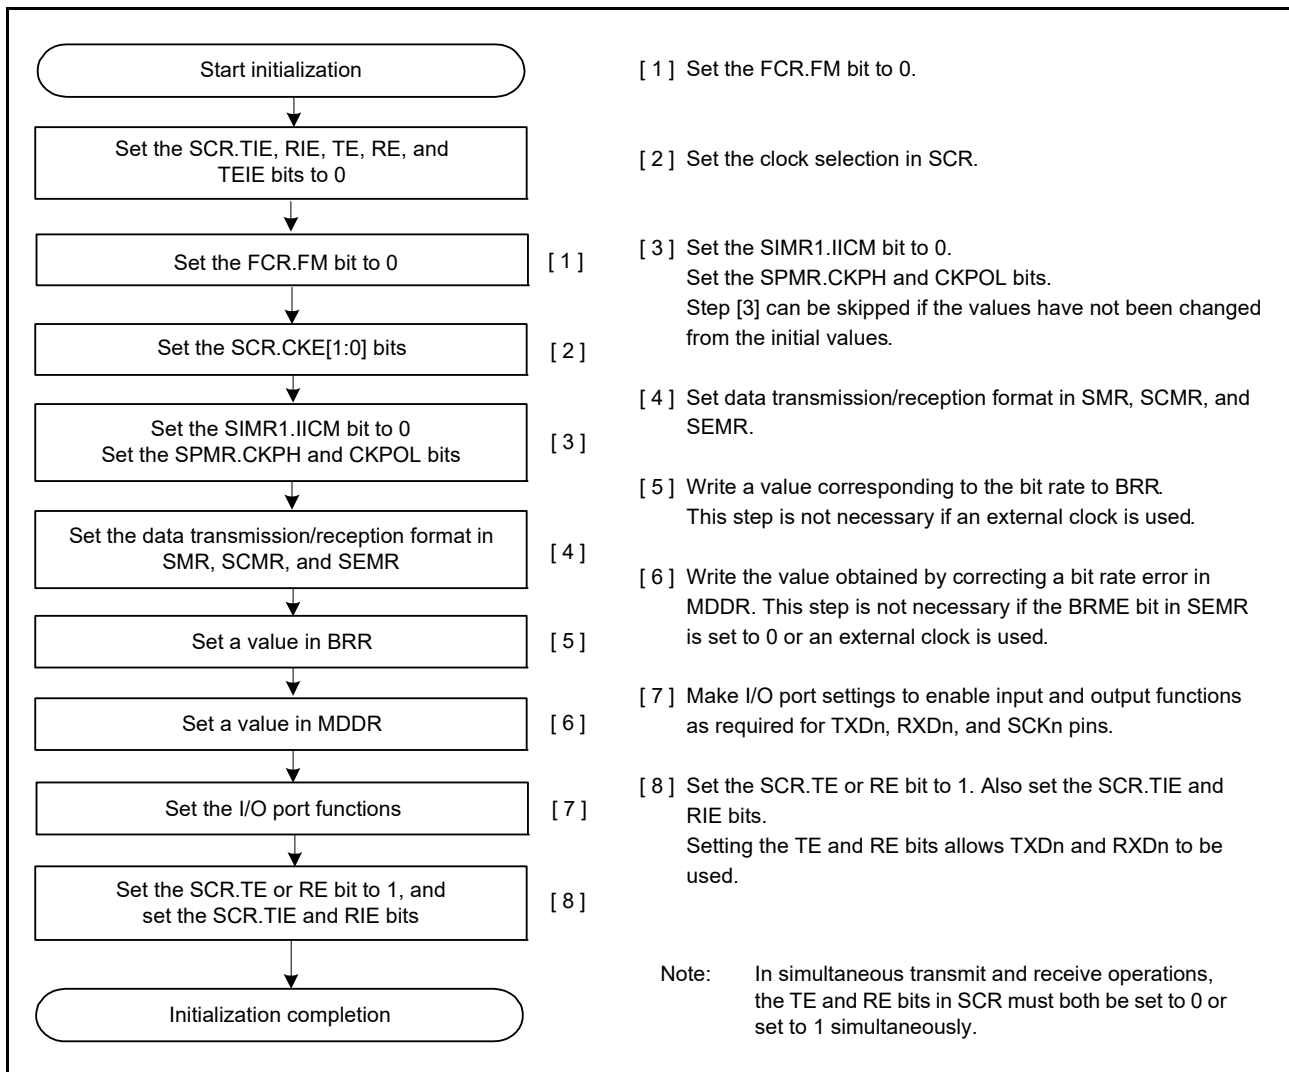 Start initialization
Set the SCR.TIE, RIE, TE, RE, and
TEIE bits to 0
Set the FCR.FM bit to 0
[ 1 ]
Set the SCR.CKE[1:0] bits
[ 2 ]
Set the SIMR1.IICM bit to 0
Set the SPMR.CKPH and CKPOL bits
[ 3 ]
Set the data transmission/reception format in
SMR, SCMR, and SEMR
[ 4 ]
Set a value in BRR
[ 5 ]
Set a value in MDDR
[ 6 ]
Set the I/O port functions
[ 7 ]
Set the SCR.TE or RE bit to 1, and
set the SCR.TIE and RIE bits
[ 8 ]
Initialization completion
[ 1 ] Set the FCR.FM bit to 0.
[ 2 ] Set the clock selection in SCR.
[ 3 ] Set the SIMR1.IICM bit to 0.
Set the SPMR.CKPH and CKPOL bits.
Step [3] can be skipped if the values have not been changed
from the initial values.
[ 4 ] Set data transmission/reception format in SMR, SCMR, and
SEMR.
[ 5 ] Write a value corresponding to the bit rate to BRR.
This step is not necessary if an external clock is used.
[ 6 ] Write the value obtained by correcting a bit rate error in
MDDR. This step is not necessary if the BRME bit in SEMR
is set to 0 or an external clock is used.
[ 7 ] Make I/O port settings to enable input and output functions
as required for TXDn, RXDn, and SCKn pins.
[ 8 ] Set the SCR.TE or RE bit to 1. Also set the SCR.TIE and
RIE bits.
Setting the TE and RE bits allows TXDn and RXDn to be
used.
Note: In simultaneous transmit and receive operations,
the TE and RE bits in SCR must both be set to 0 or
set to 1 simultaneously.